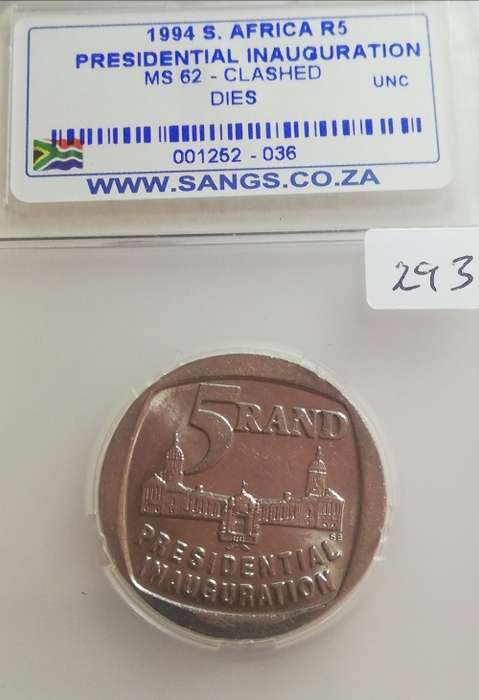 1994 S. AFRICA R5
PRESIDENTIAL INAUGURATION
MS 62 - CLASHED
UNC
DIES
001252 - 036
WWW.SANGS.CO.ZA
293
5 RAND
SB
PRESIDENTIAL
INAUGURATION